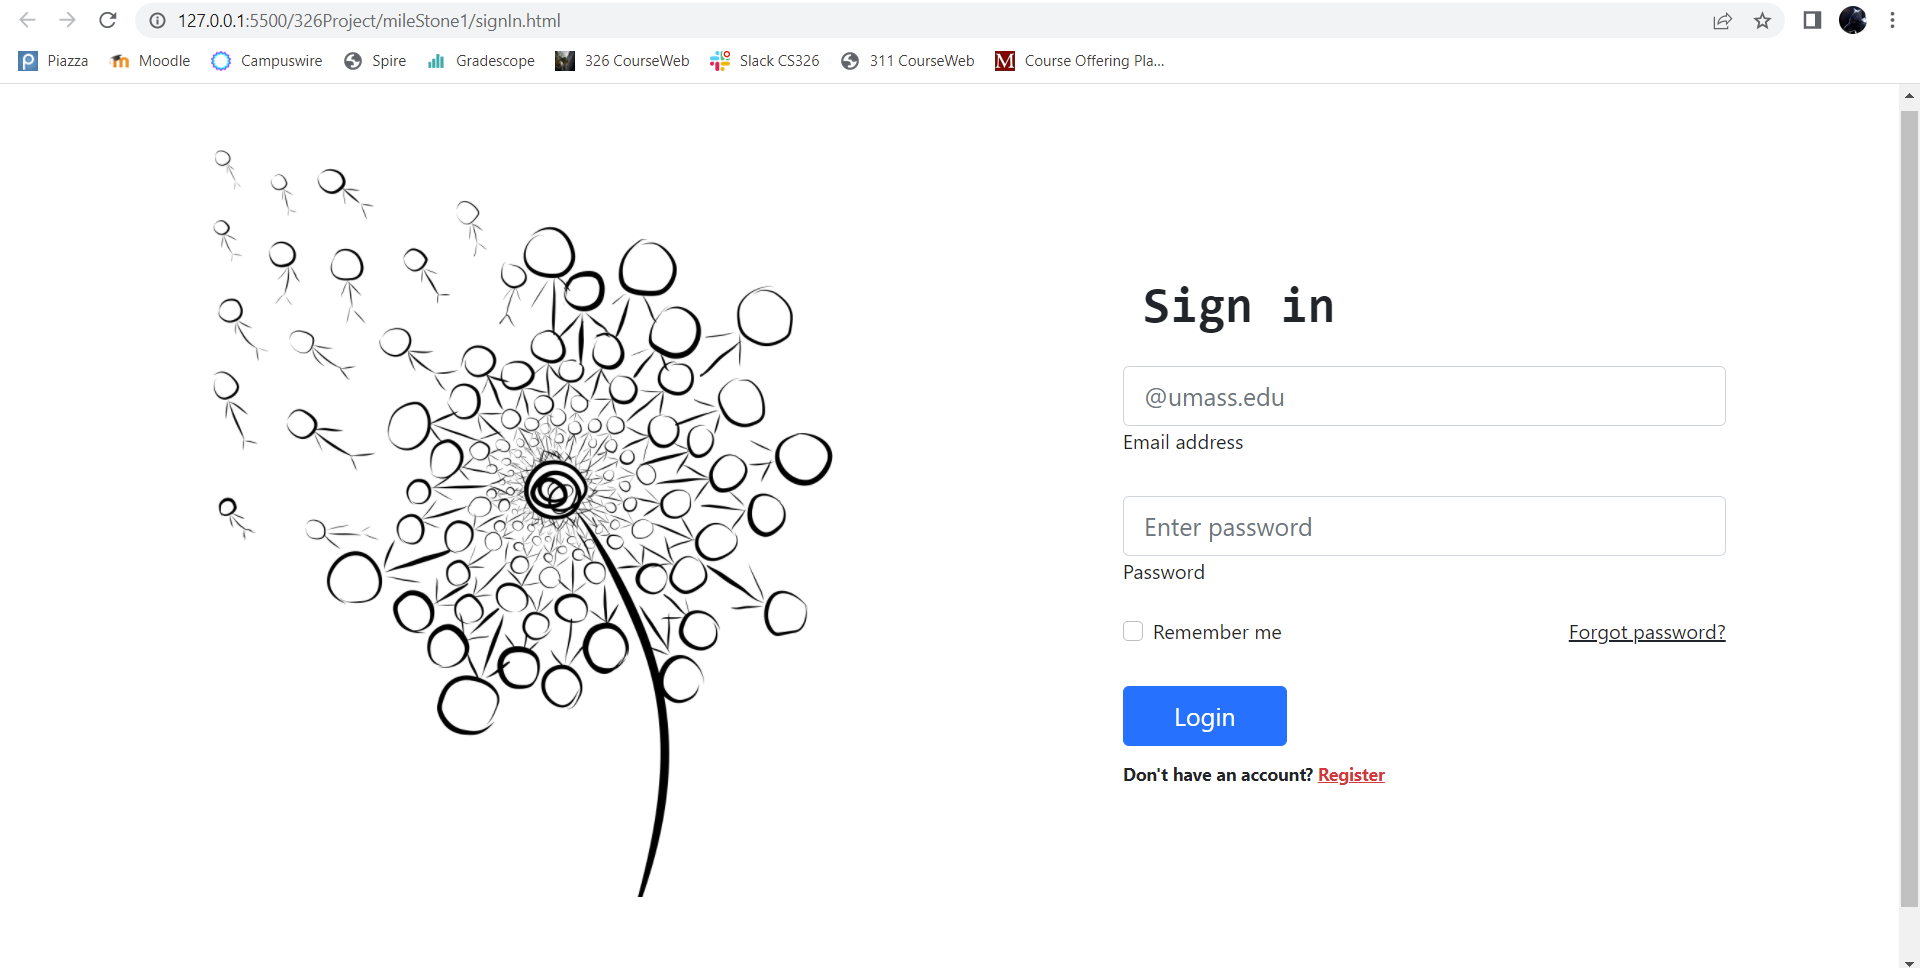 127.0.0.1:5500/326Project/mileStone1/signIn.html
Piazza Moodle Campuswire Spire Gradescope 326 CourseWeb Slack CS326 311 CourseWeb M Course Offering Pla...
Sign in
@umass.edu
Email address
Enter password
Password
Remember me Forgot password?
Login
Don't have an account? Register